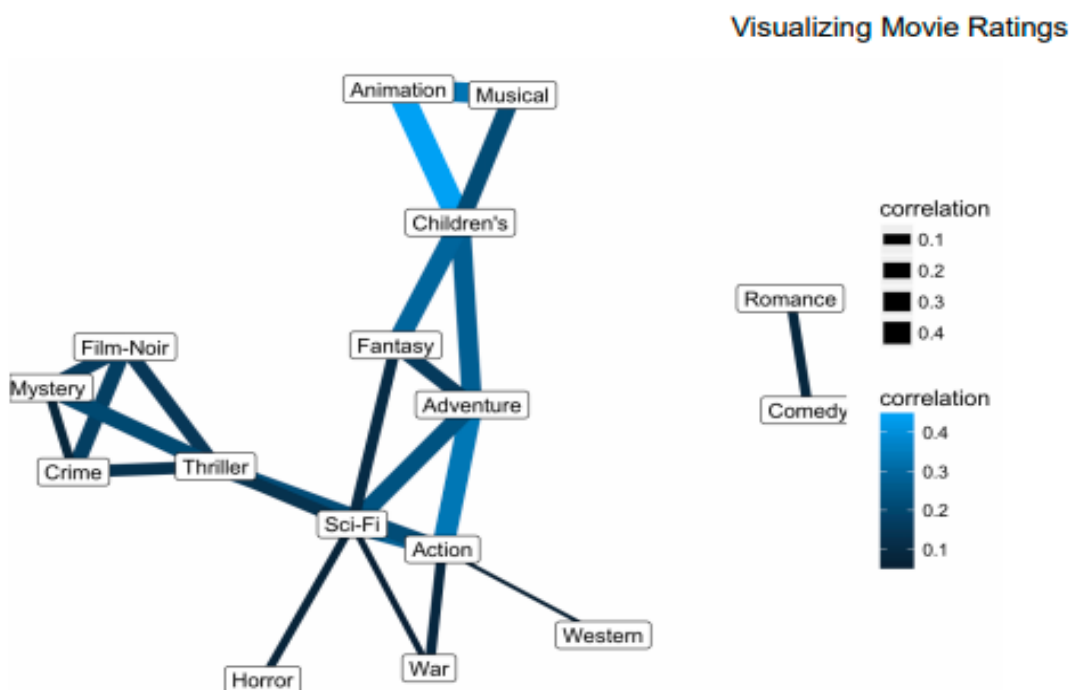 Visualizing Movie Ratings
Animation
Musical
Children's
Romance
Comedy
Film-Noir
Mystery
Crime
Thriller
Fantasy
Adventure
Sci-Fi
Action
Western
War
Horror
correlation
0.1
0.2
0.3
0.4
correlation
0.4
0.3
0.2
0.1